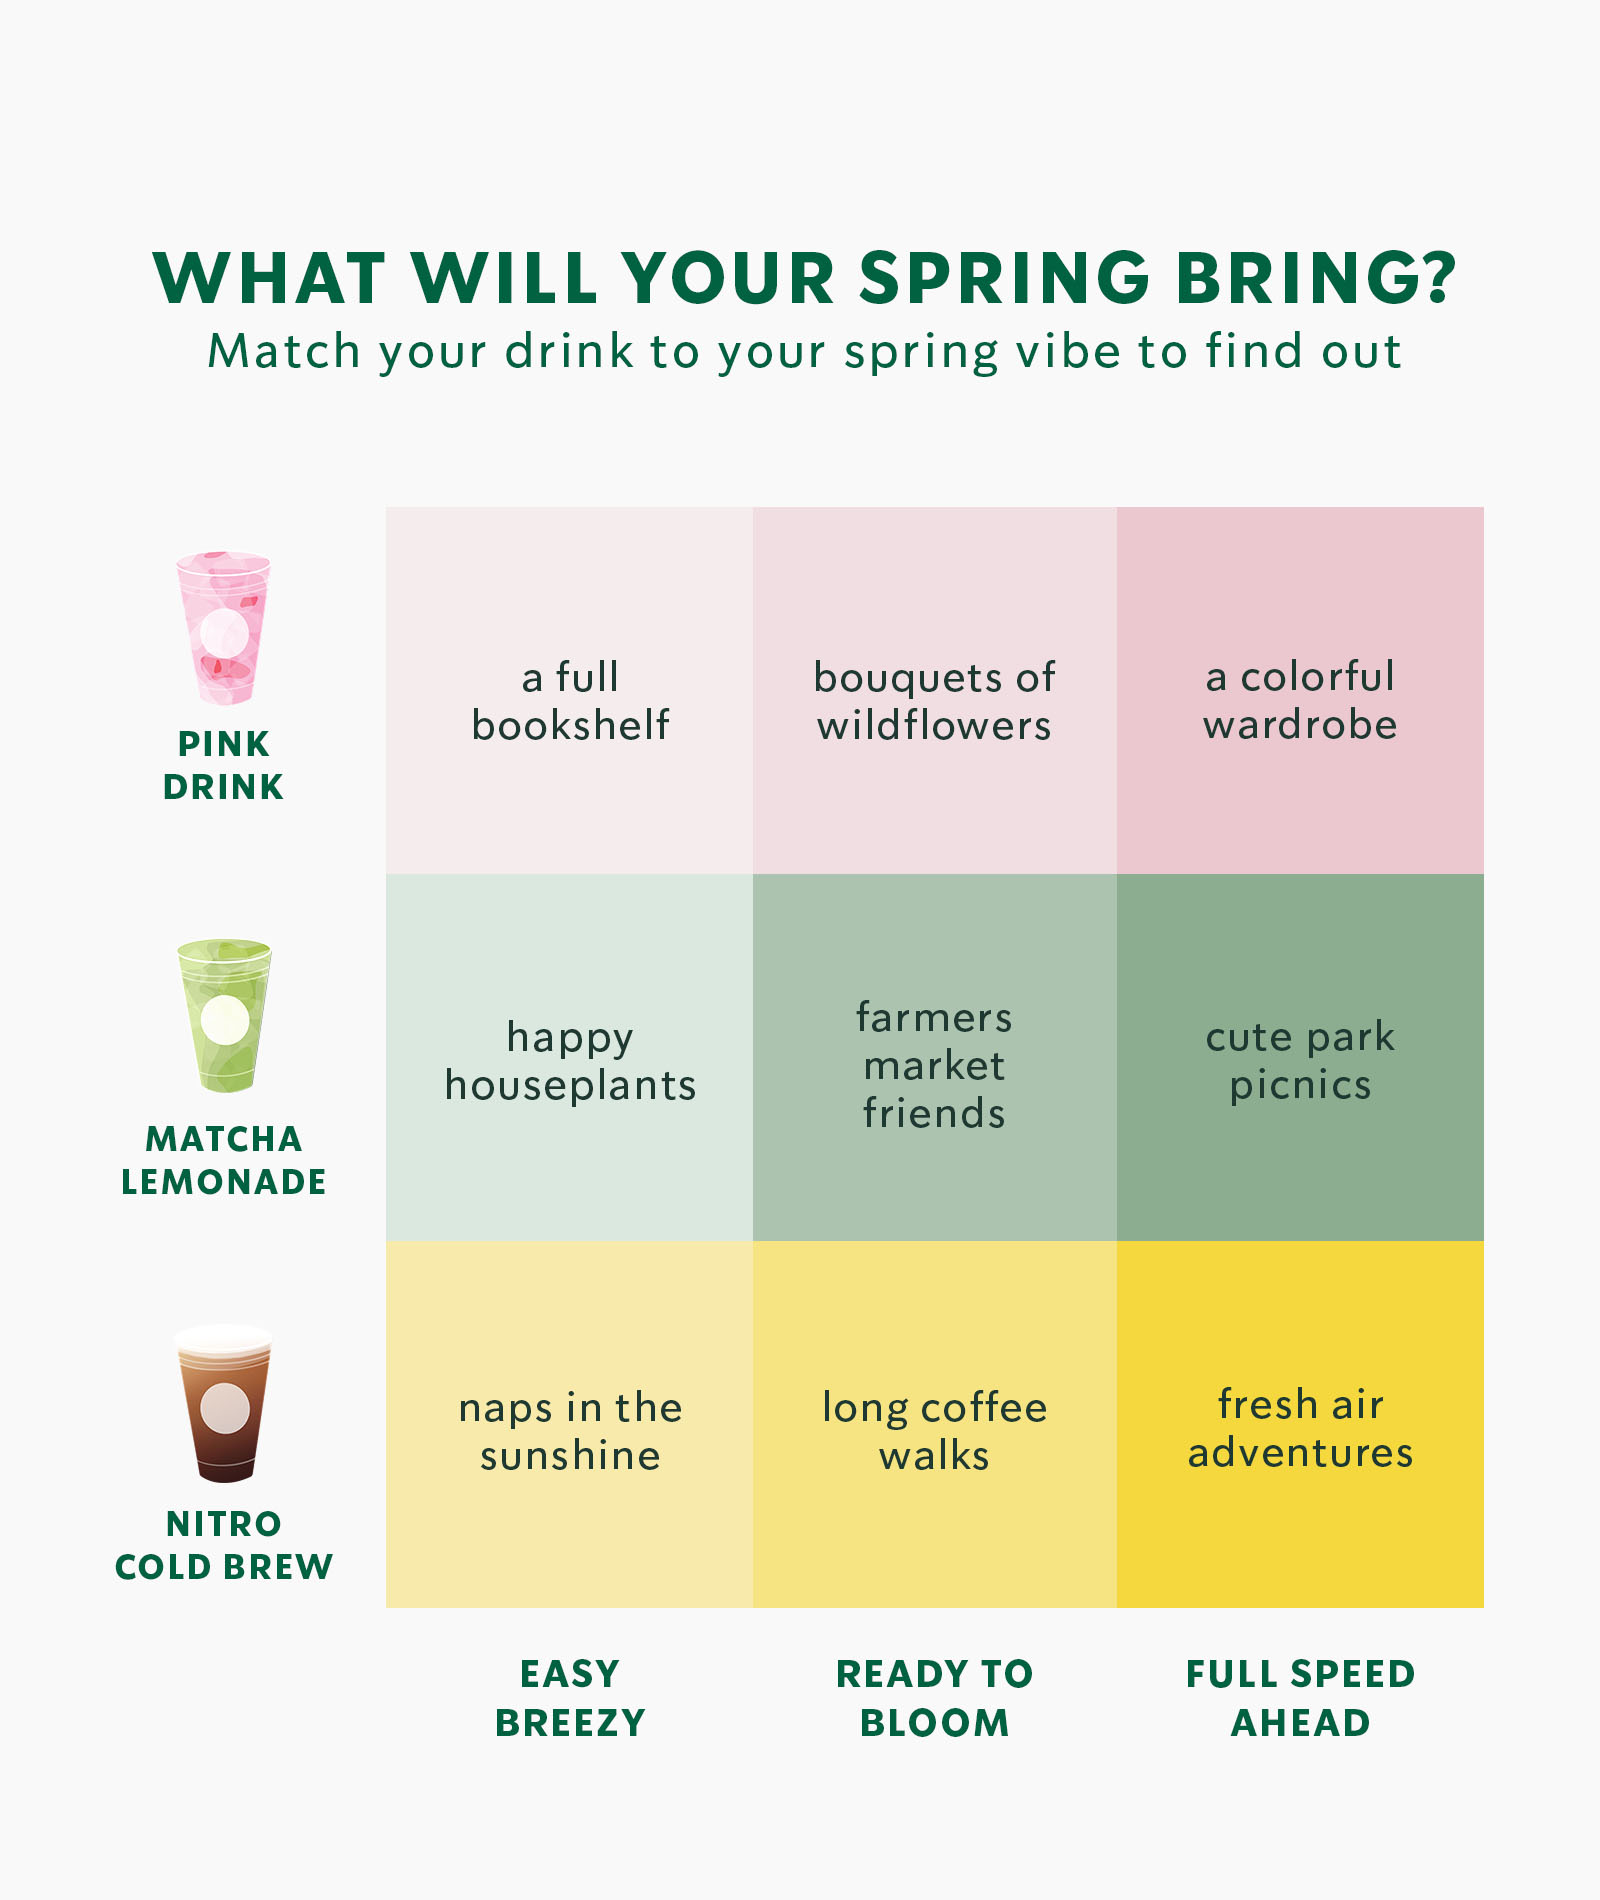 WHAT WILL YOUR SPRING BRING?
Match your drink to your spring vibe to find out
PINK
DRINK
a full
bookshelf
bouquets of
wildflowers
a colorful
wardrobe
MATCHA
LEMONADE
happy
houseplants
farmers
market
friends
cute park
picnics
NITRO
COLD BREW
naps in the
sunshine
long coffee
walks
fresh air
adventures
EASY
BREEZY
READY TO
BLOOM
FULL SPEED
AHEAD